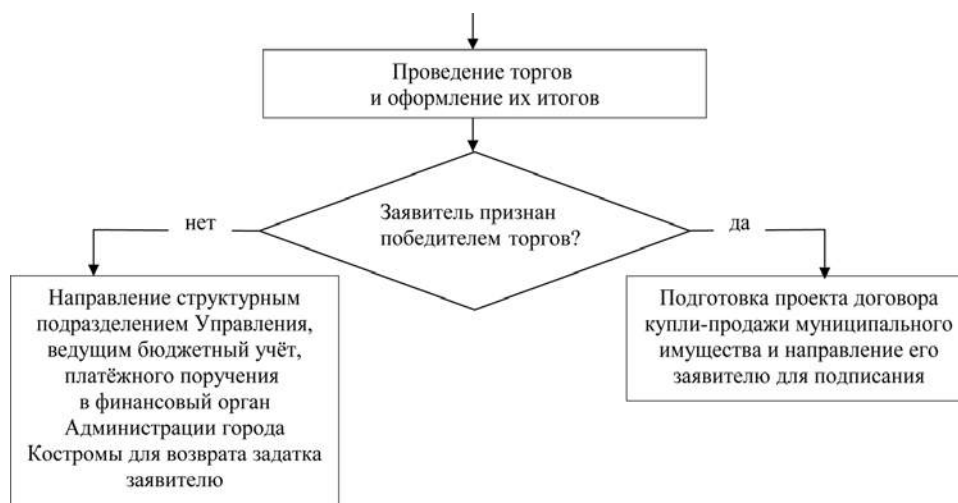 Проведение торгов
и оформление их итогов
Заявитель признан
победителем торгов?
нет
да
Направление структурным
подразделением Управления,
ведущим бюджетный учёт,
платёжного поручения
в финансовый орган
Администрации города
Костромы для возврата задатка
заявителю
Подготовка проекта договора
купли-продажи муниципального
имущества и направление его
заявителю для подписания